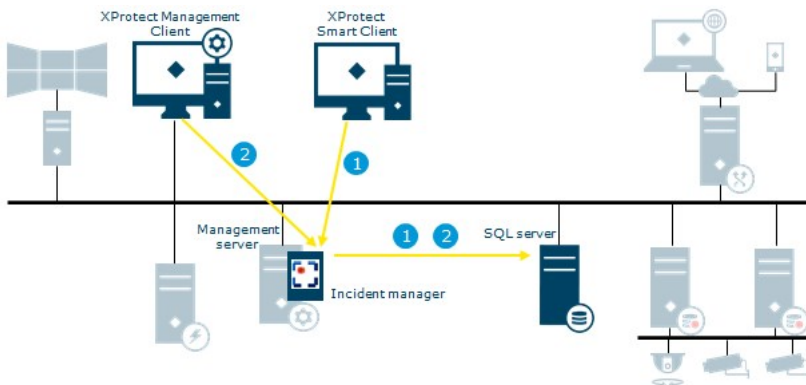 XProtect Management
Client
XProtect
Smart Client
2
1
Management
server
1 2
SQL server
Incident manager